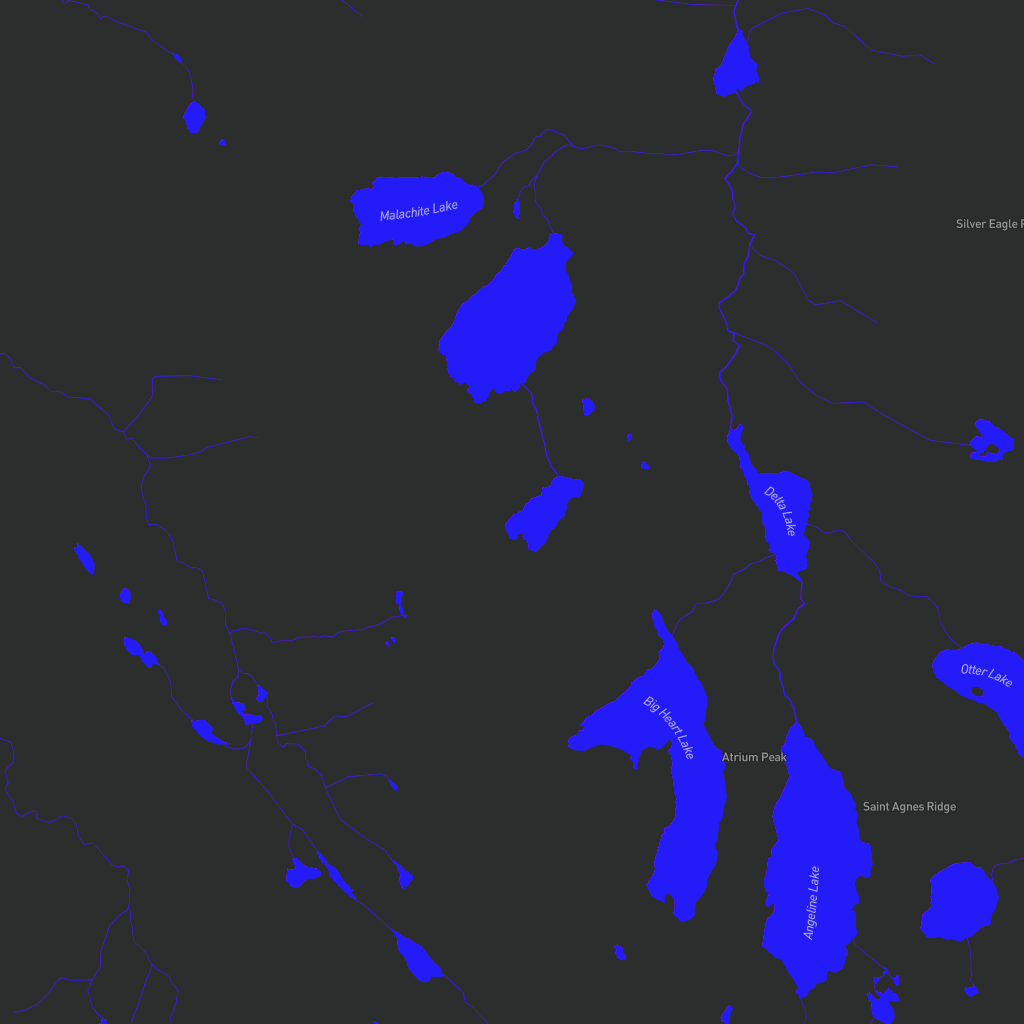 Malachite Lake
Silver Eagle
Delta Lake
Otter Lake
Big Heart Lake
Atrium Peak
Saint Agnes Ridge
Angeline Lake